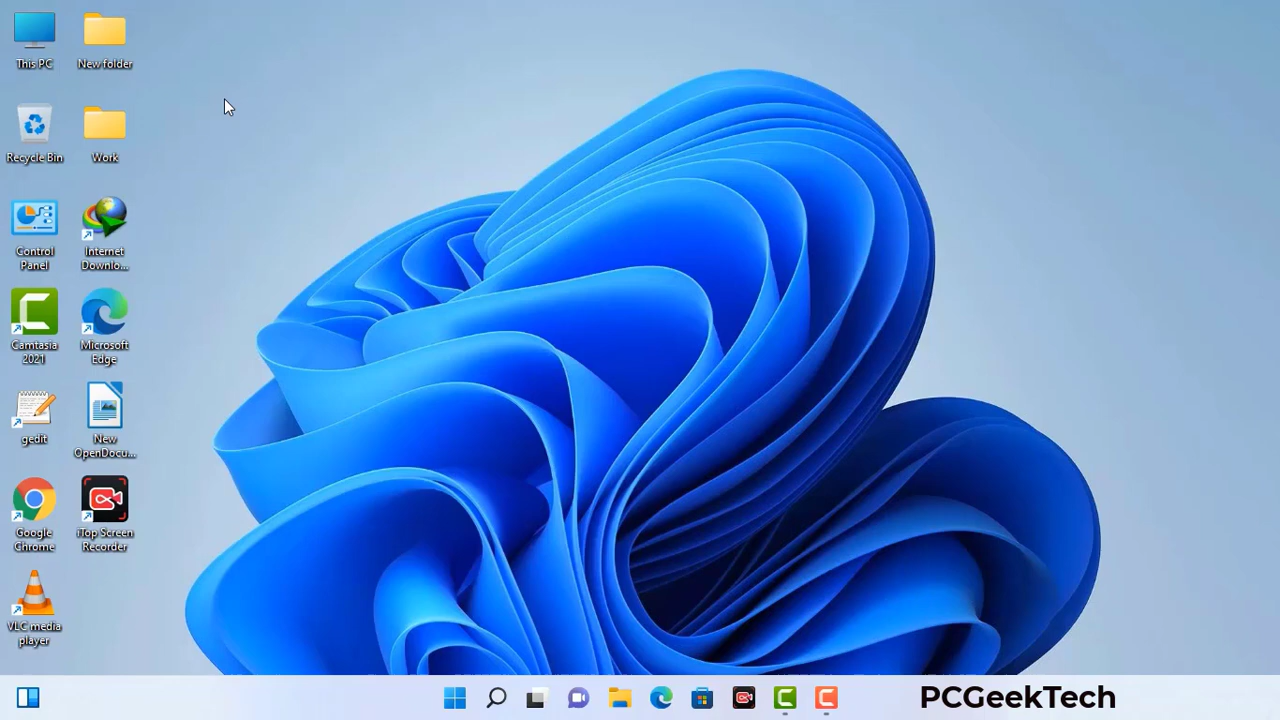 This PC
New folder
Recycle Bin
Work
Control
Panel
Internet
Downlo...
Camtasia
2021
Microsoft
Edge
gedit
New
OpenDocu...
Google
Chrome
iTop Screen
Recorder
VLC media
player
PCGeekTech